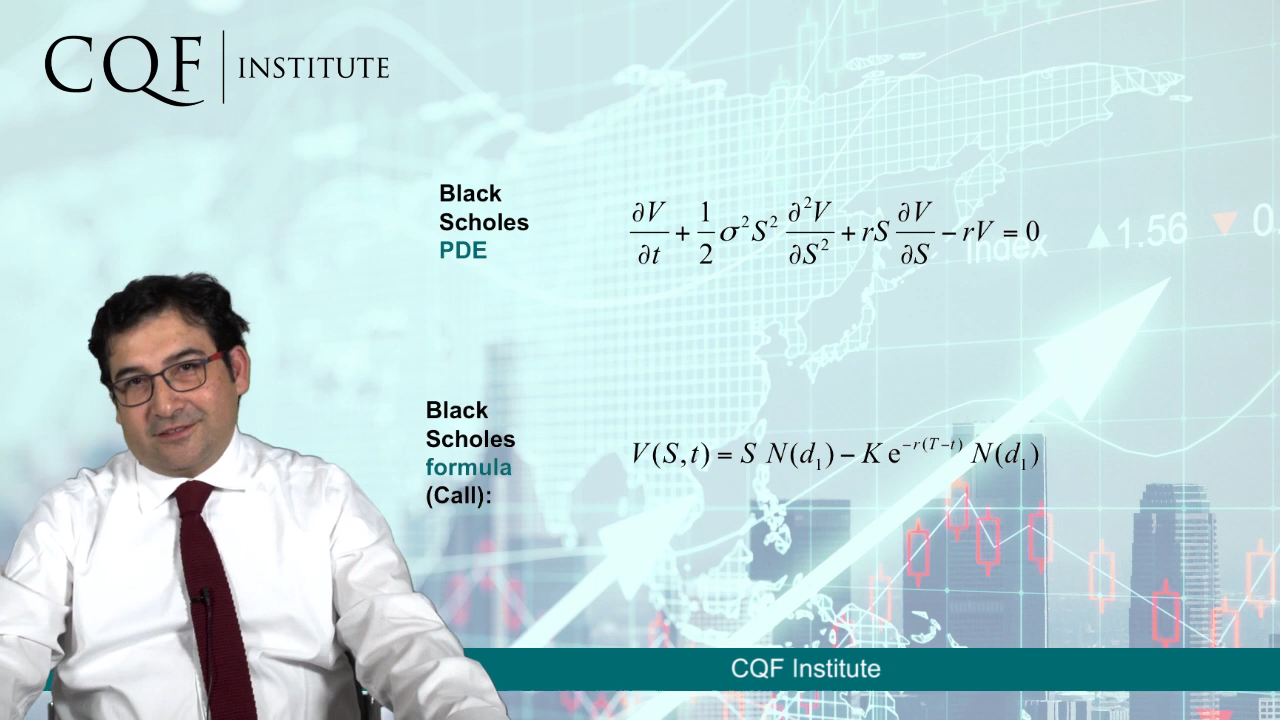 CQF INSTITUTE
Black
Scholes
PDE
∂V/∂t + 1/2 σ²S² ∂²V/∂S² + rS ∂V/∂S − rV = 0
Index ▲1.56 ▼0.
Black
Scholes
formula
(Call):
V(S,t) = S N(d₁) − K e^{−r(T−t)} N(d₁)
CQF Institute